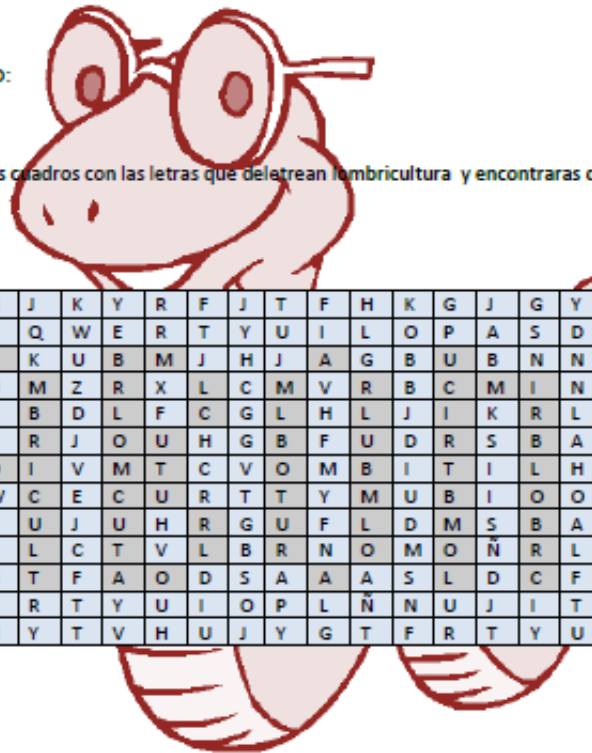 s cuadros con las letras que deletrean lombricultura y encontraras
J K Y R F J T F H K G J G Y
Q W E R T Y U I L O P A S D
K U B M J H J A G B U B N N
M Z R X L C M V R B C M I N
B D L F C G L H L J I K R L
R J O U H G B F U D R S B A
I V M T C V O M B I T I L H
C E C U R T T Y M U B I O O
U J U H R G U F L D M S B A
L C T V L B R N O M O Ñ R L
T F A O D S A A A S L D C F
R T Y U I O P L Ñ N U J I T
Y T V H U J Y G T F R T Y U